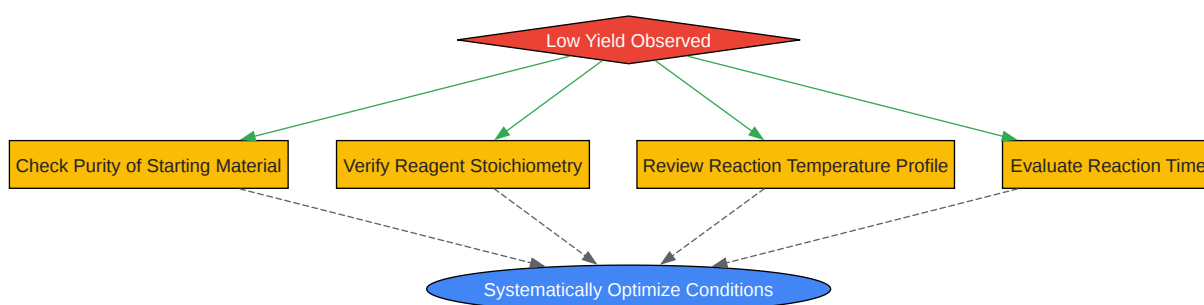 Low Yield Observed
Check Purity of Starting Material
Verify Reagent Stoichiometry
Review Reaction Temperature Profile
Evaluate Reaction Time
Systematically Optimize Conditions